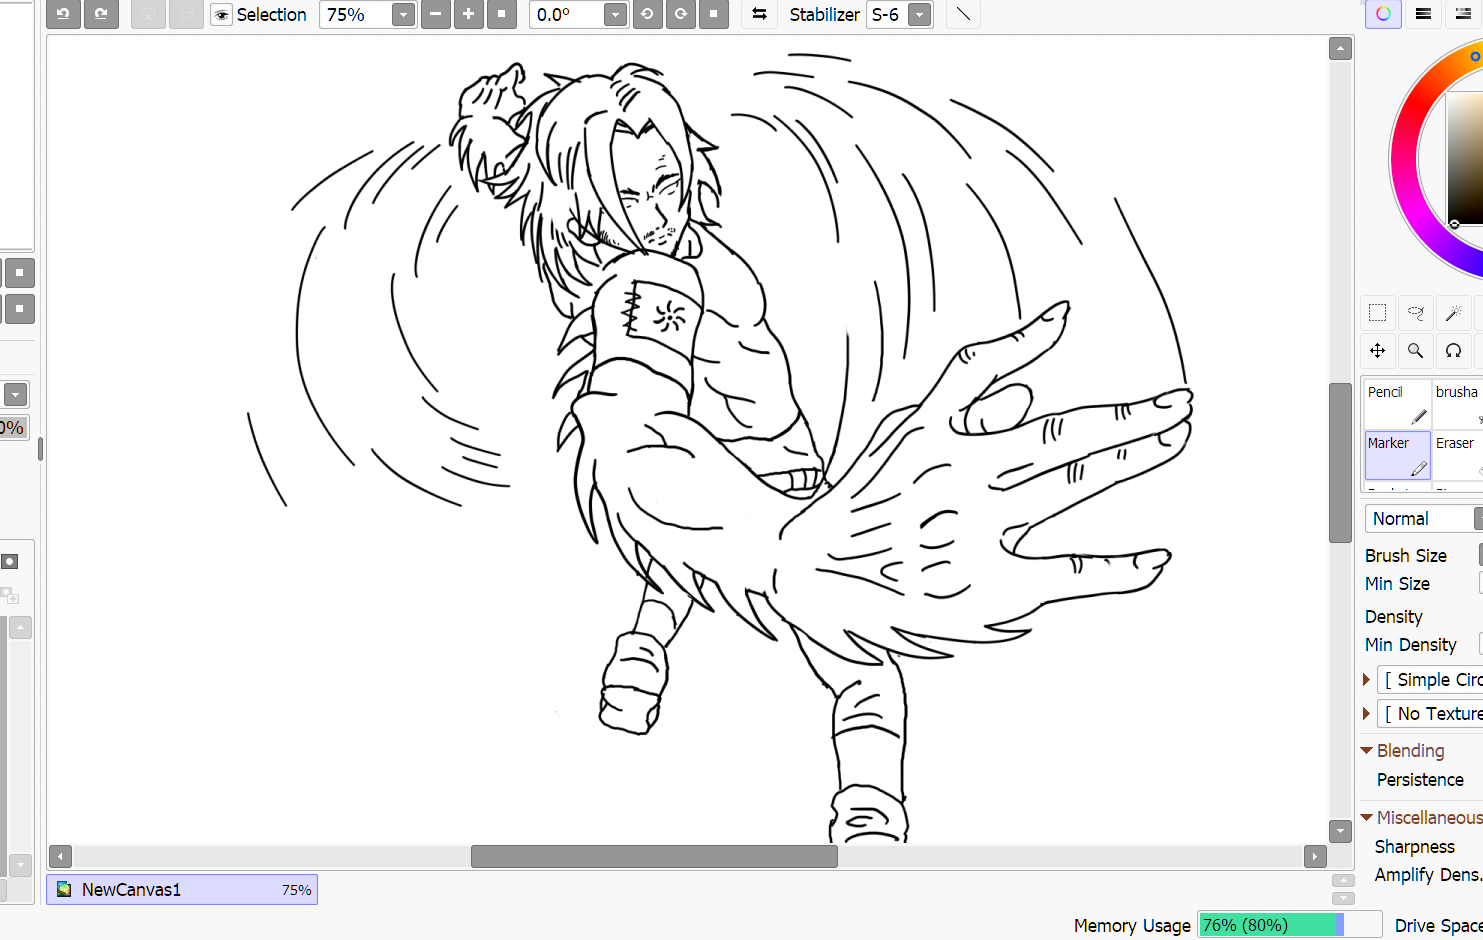 Selection 75% 0.0º Stabilizer S-6
0%
Pencil brusha
Marker Eraser
Normal
Brush Size
Min Size
Density
Min Density
[ Simple Circ
[ No Texture
Blending
Persistence
Miscellaneous
Sharpness
Amplify Dens.
NewCanvas1 75%
Memory Usage 76% (80%) Drive Space